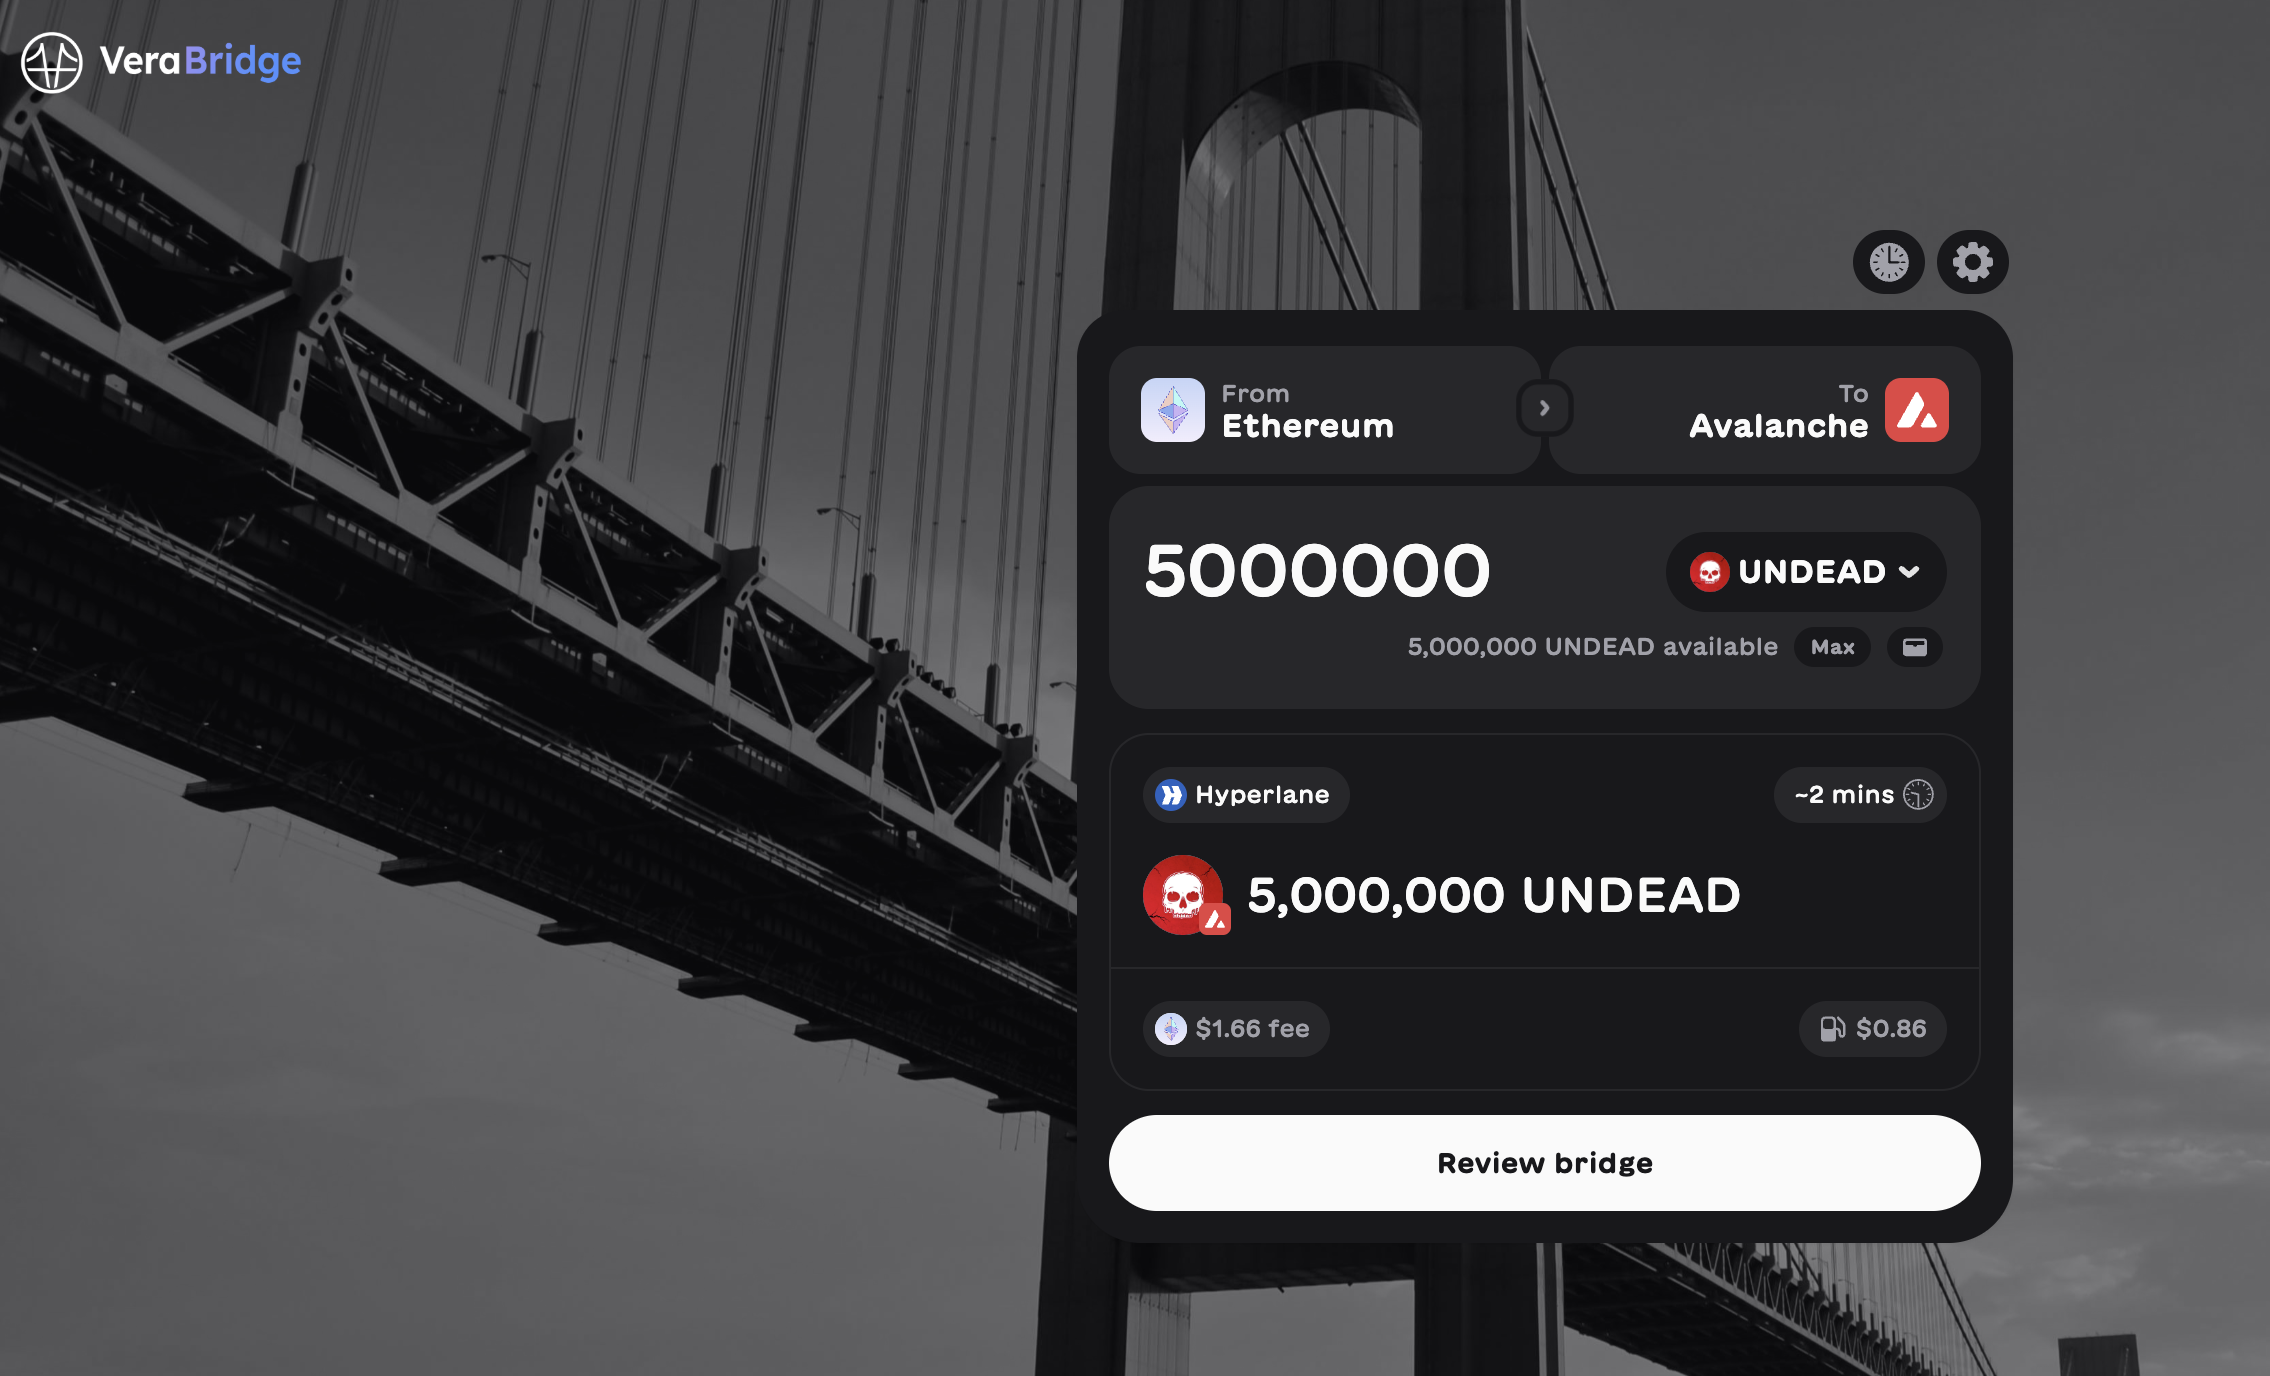 VeraBridge
From
Ethereum
To
Avalanche
5000000
UNDEAD
5,000,000 UNDEAD available
Max
Hyperlane
~2 mins
5,000,000 UNDEAD
$1.66 fee
$0.86
Review bridge